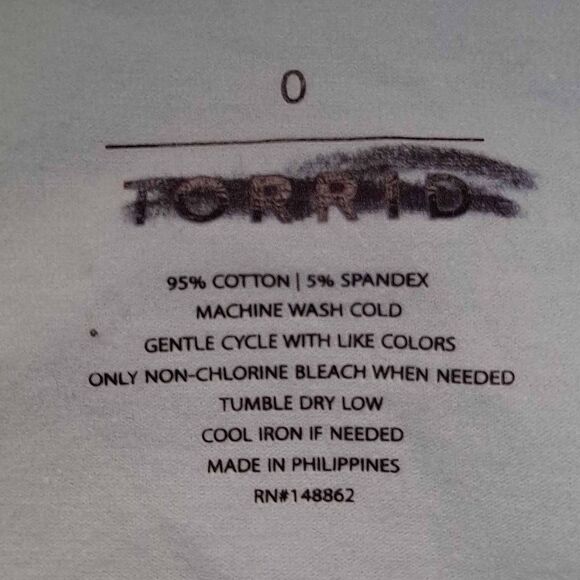 0
TORRID
95% COTTON | 5% SPANDEX
MACHINE WASH COLD
GENTLE CYCLE WITH LIKE COLORS
ONLY NON-CHLORINE BLEACH WHEN NEEDED
TUMBLE DRY LOW
COOL IRON IF NEEDED
MADE IN PHILIPPINES
RN#148862